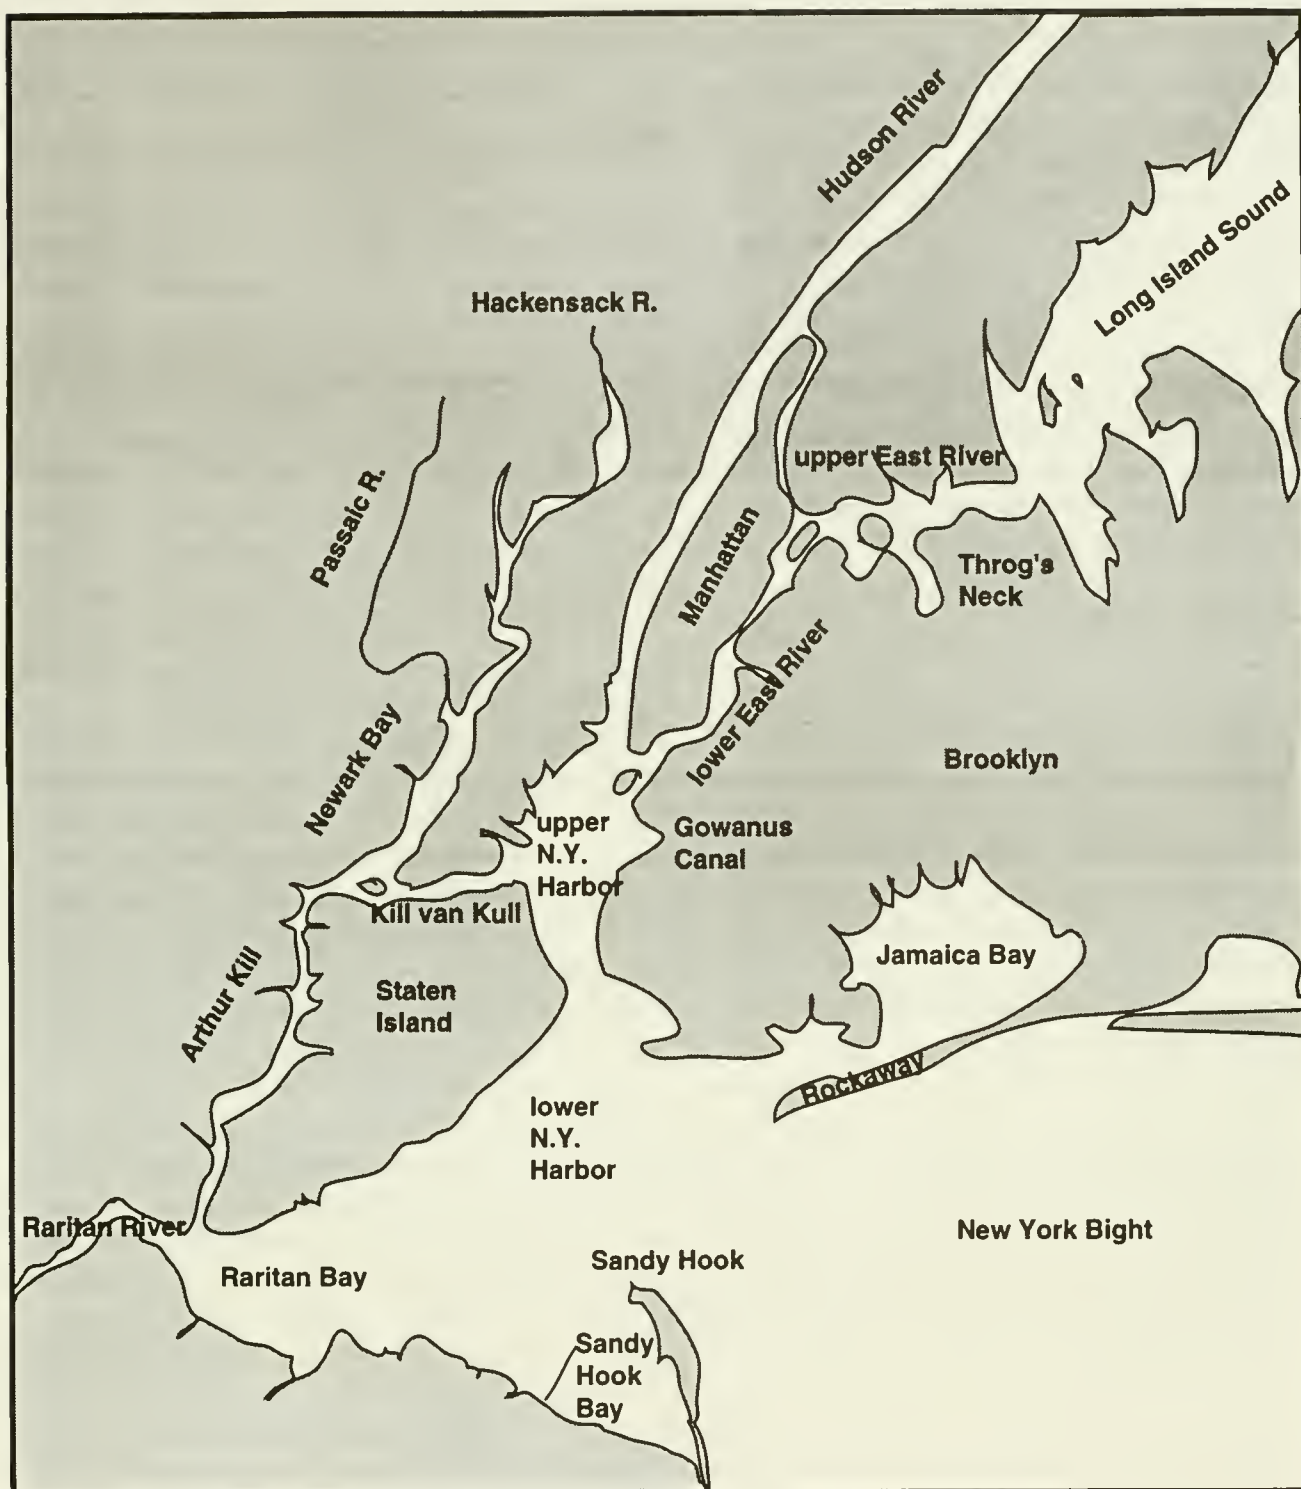 Hudson River
Long Island Sound
Hackensack R.
upper East River
Passaic R.
Manhattan
Throg's
Neck
lower East River
Newark Bay
Brooklyn
upper
N.Y.
Harbor
Gowanus
Canal
Kill van Kull
Jamaica Bay
Arthur Kill
Staten
Island
Rockaway
lower
N.Y.
Harbor
Raritan River
New York Bight
Raritan Bay
Sandy Hook
Sandy
Hook
Bay